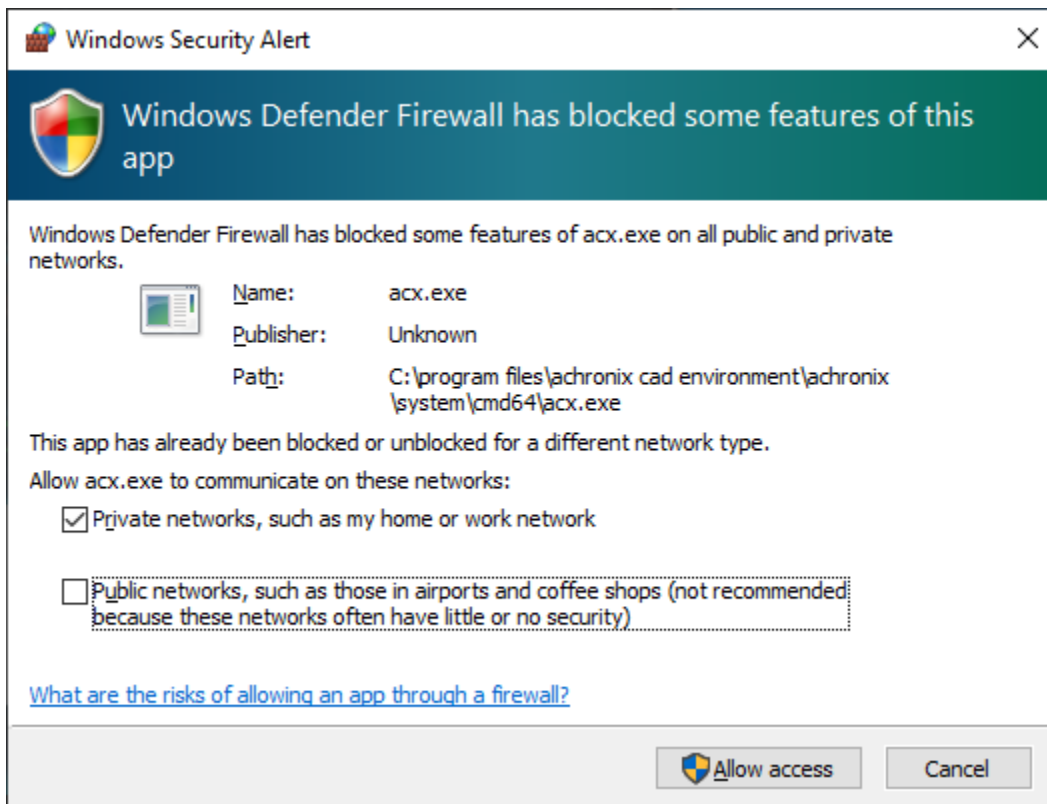 Windows Security Alert
Windows Defender Firewall has blocked some features of this
app
Windows Defender Firewall has blocked some features of acx.exe on all public and private
networks.
Name: acx.exe
Publisher: Unknown
Path: C:\program files\achronix cad environment\achronix
\system\cmd64\acx.exe
This app has already been blocked or unblocked for a different network type.
Allow acx.exe to communicate on these networks:
Private networks, such as my home or work network
Public networks, such as those in airports and coffee shops (not recommended
because these networks often have little or no security)
What are the risks of allowing an app through a firewall?
Allow access Cancel